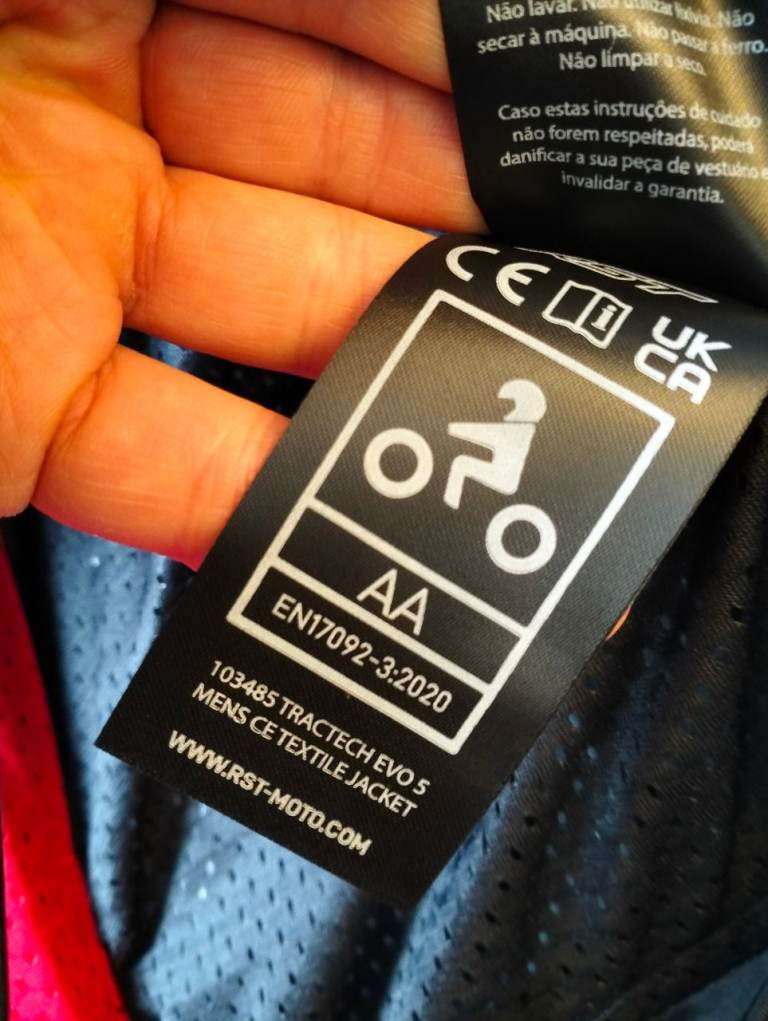 Não lavar. Não utilizar lixívia. Não
secar à máquina. Não passar a ferro.
Não limpar a seco.
Caso estas instruções de cuidado
não forem respeitadas, poderá
danificar a sua peça de vestuário e
invalidar a garantia.
RST
CE
i
UK
CA
AA
EN17092-3:2020
103485 TRACTECH EVO 5
MENS CE TEXTILE JACKET
WWW.RST-MOTO.COM